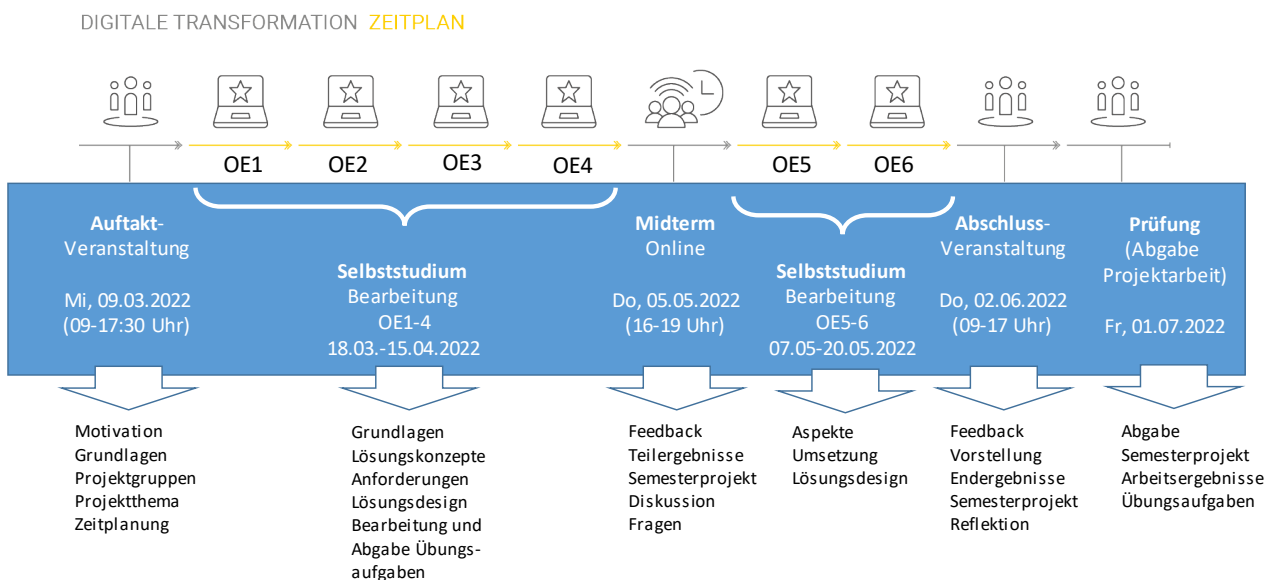 DIGITALE TRANSFORMATION ZEITPLAN
OE1
OE2
OE3
OE4
OE5
OE6
Auftakt-
Veranstaltung
Mi, 09.03.2022
(09-17:30 Uhr)
Selbststudium
Bearbeitung
OE1-4
18.03.-15.04.2022
Midterm
Online
Do, 05.05.2022
(16-19 Uhr)
Selbststudium
Bearbeitung
OE5-6
07.05-20.05.2022
Abschluss-
Veranstaltung
Do, 02.06.2022
(09-17 Uhr)
Prüfung
(Abgabe
Projektarbeit)
Fr, 01.07.2022
Motivation
Grundlagen
Projektgruppen
Projektthema
Zeitplanung
Grundlagen
Lösungskonzepte
Anforderungen
Lösungsdesign
Bearbeitung und
Abgabe Übungs-
aufgaben
Feedback
Teilergebnisse
Semesterprojekt
Diskussion
Fragen
Aspekte
Umsetzung
Lösungsdesign
Feedback
Vorstellung
Endergebnisse
Semesterprojekt
Reflektion
Abgabe
Semesterprojekt
Arbeitsergebnisse
Übungsaufgaben